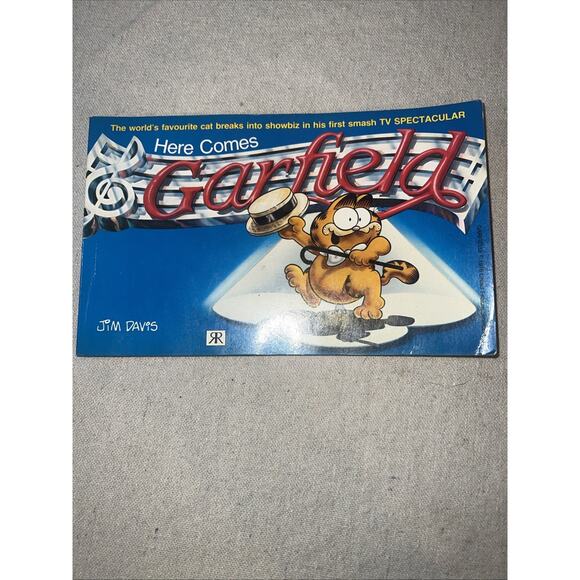 The world's favourite cat breaks into showbiz in his first smash TV SPECTACULAR
Here Comes
Garfield
JIM DAVIS